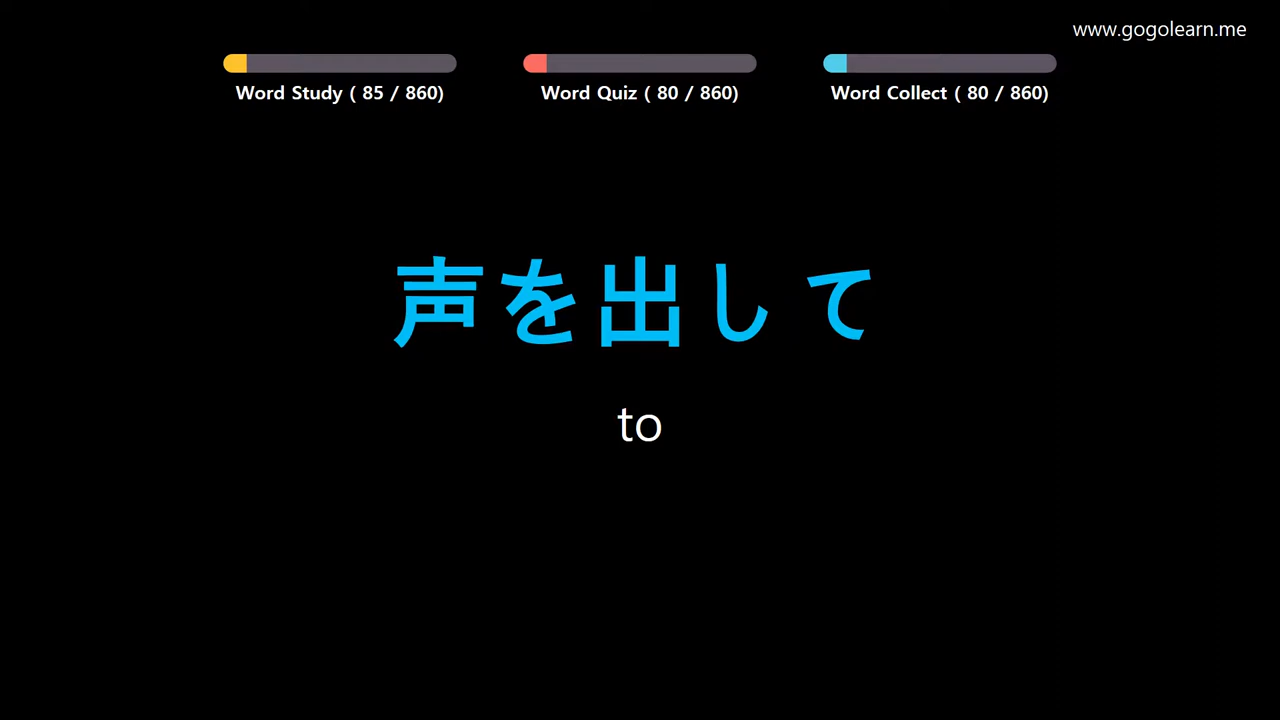 www.gogolearn.me
Word Study ( 85 / 860)
Word Quiz ( 80 / 860)
Word Collect ( 80 / 860)
声を出して
to